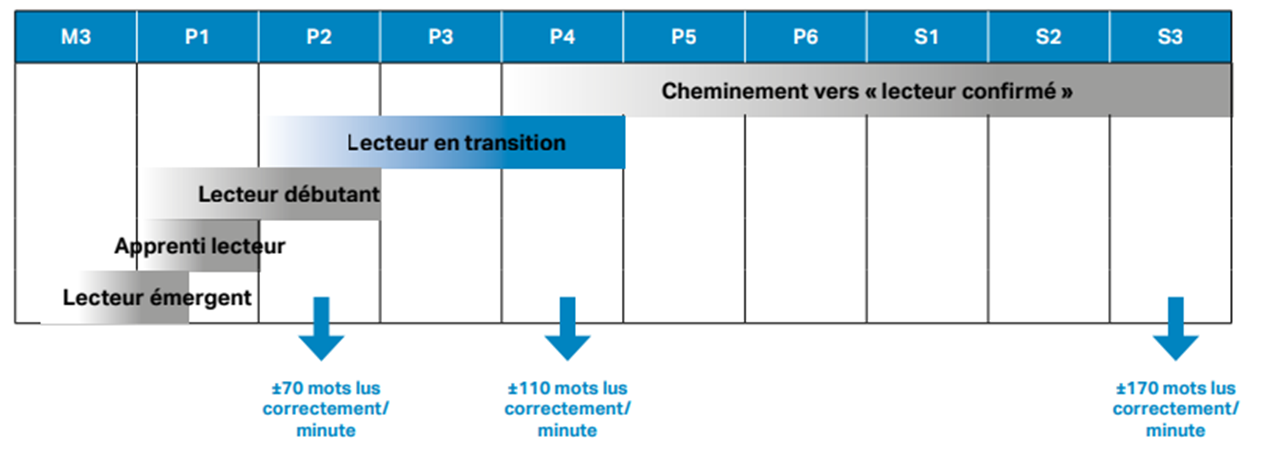 M3 P1 P2 P3 P4 P5 P6 S1 S2 S3
Cheminement vers « lecteur confirmé »
Lecteur en transition
Lecteur débutant
Apprenti lecteur
Lecteur émergent
±70 mots lus
correctement/
minute
±110 mots lus
correctement/
minute
±170 mots lus
correctement/
minute